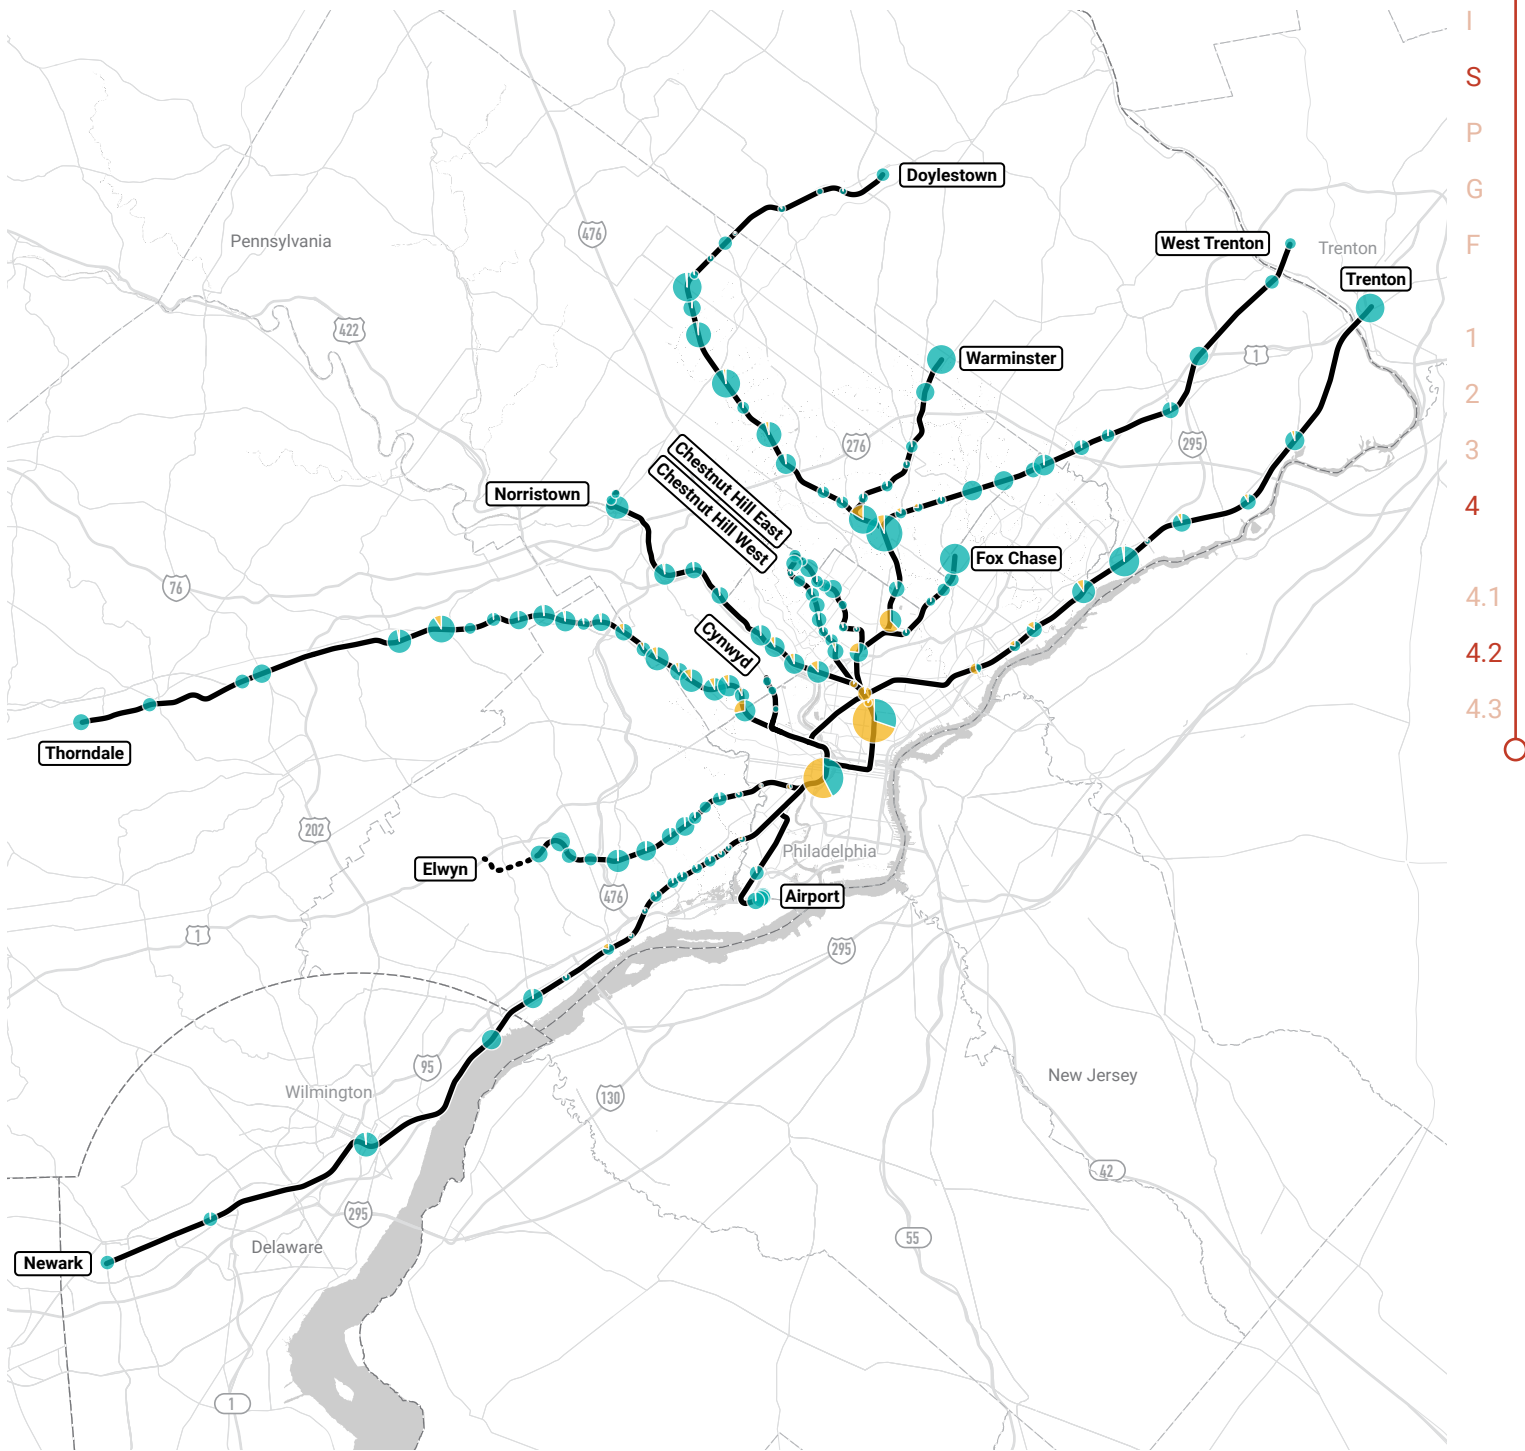 I
S
P
G
F
1
2
3
4
4.1
4.2
4.3
Doylestown
476
Pennsylvania
West Trenton
Trenton
Trenton
422
1
Warminster
276
295
Chestnut Hill East
Chestnut Hill West
Norristown
Fox Chase
76
Cynwyd
Thorndale
202
Philadelphia
Elwyn
476
Airport
1
295
95
Wilmington
130
New Jersey
42
295
Delaware
55
Newark
1